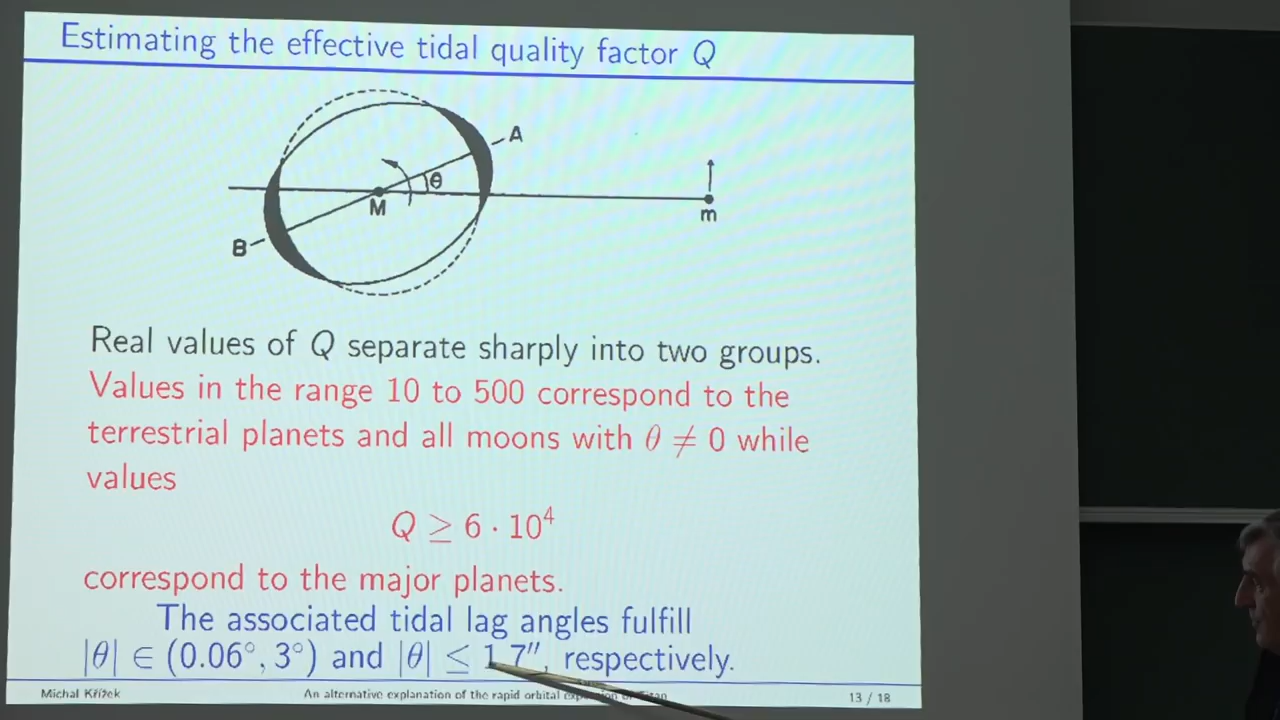 Estimating the effective tidal quality factor Q
A
θ
M
m
B
Real values of Q separate sharply into two groups.
Values in the range 10 to 500 correspond to the
terrestrial planets and all moons with θ ≠ 0 while
values
Q ≥ 6 · 10⁴
correspond to the major planets.
The associated tidal lag angles fulfill
|θ| ∈ (0.06°, 3°) and |θ| ≤ 1.7″, respectively.
Michal Křížek An alternative explanation of the rapid orbital Titan 13 / 18